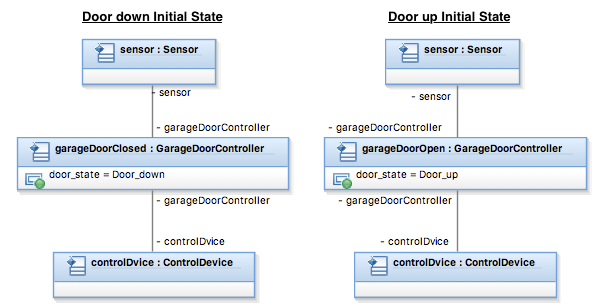 Door down Initial State
sensor : Sensor
- sensor
- garageDoorController
garageDoorClosed : GarageDoorController
door_state = Door_down
- garageDoorController
- controlDvice
controlDvice : ControlDevice
Door up Initial State
sensor : Sensor
- sensor
- garageDoorController
garageDoorOpen : GarageDoorController
door_state = Door_up
- garageDoorController
- controlDvice
controlDvice : ControlDevice